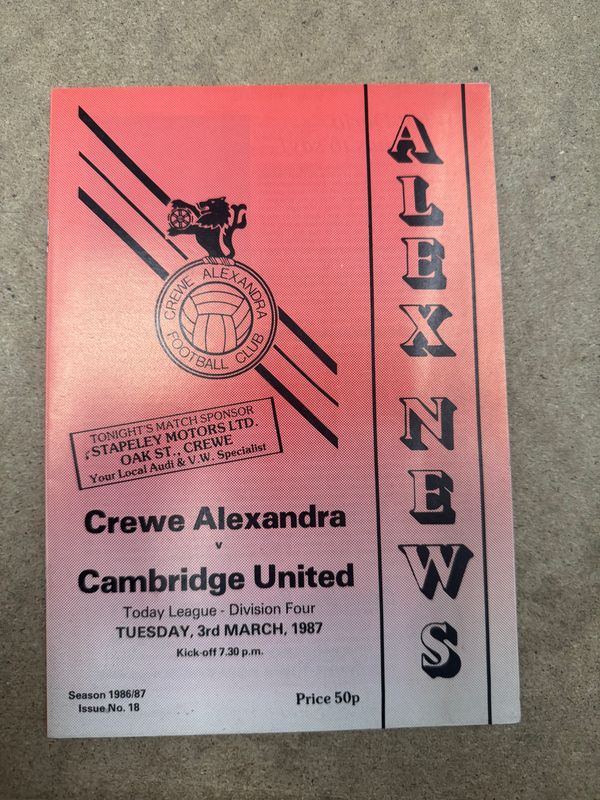 CREWE ALEXANDRA
FOOTBALL CLUB
TONIGHT'S MATCH SPONSOR
STAPELEY MOTORS LTD.
OAK ST., CREWE
Your Local Audi & V.W. Specialist
Crewe Alexandra
v
Cambridge United
Today League - Division Four
TUESDAY, 3rd MARCH, 1987
Kick-off 7.30 p.m.
Season 1986/87
Issue No. 18
Price 50p
ALEX NEWS